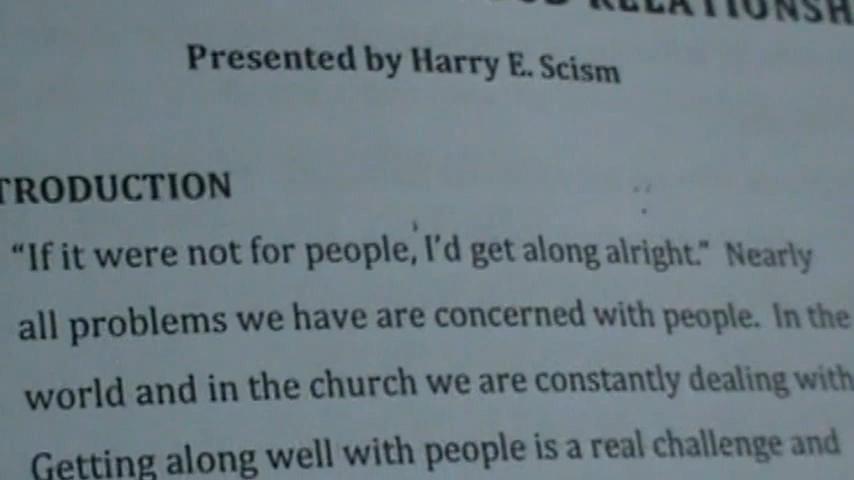 RELATIONSH
Presented by Harry E. Scism
TRODUCTION
“If it were not for people, I’d get along alright.” Nearly
all problems we have are concerned with people. In the
world and in the church we are constantly dealing with
Getting along well with people is a real challenge and